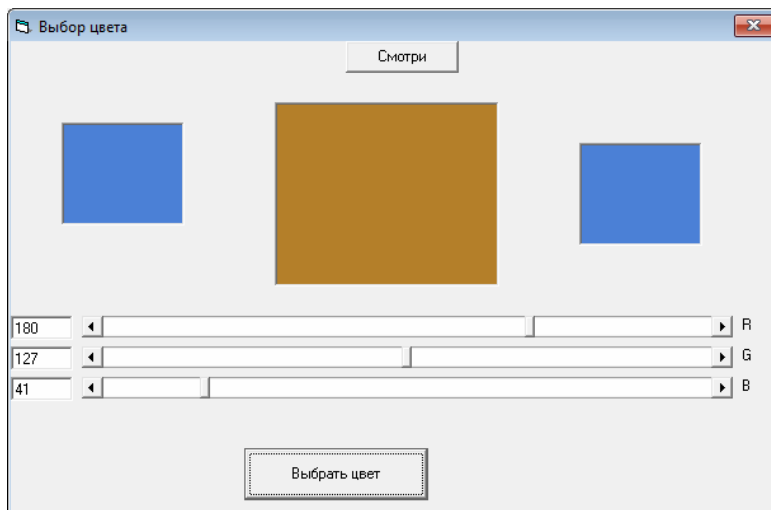 Выбор цвета
Смотри
180 R
127 G
41 B
Выбрать цвет